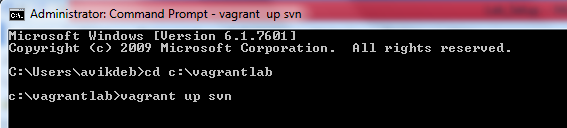 Administrator: Command Prompt - vagrant  up svn
Microsoft Windows [Version 6.1.7601]
Copyright (c) 2009 Microsoft Corporation.  All rights reserved.
C:\Users\avikdeb>cd c:\vagrantlab
c:\vagrantlab>vagrant up svn